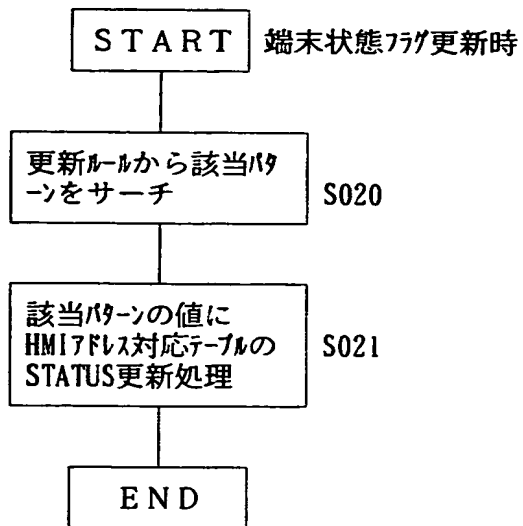 START 端末状態ﾌﾗｸﾞ更新時
更新ﾙｰﾙから該当ﾊﾟﾀ
ｰﾝをサーチ
S020
該当ﾊﾟﾀｰﾝの値に
HMIｱﾄﾞﾚｽ対応ﾃｰﾌﾞﾙの
STATUS更新処理
S021
END